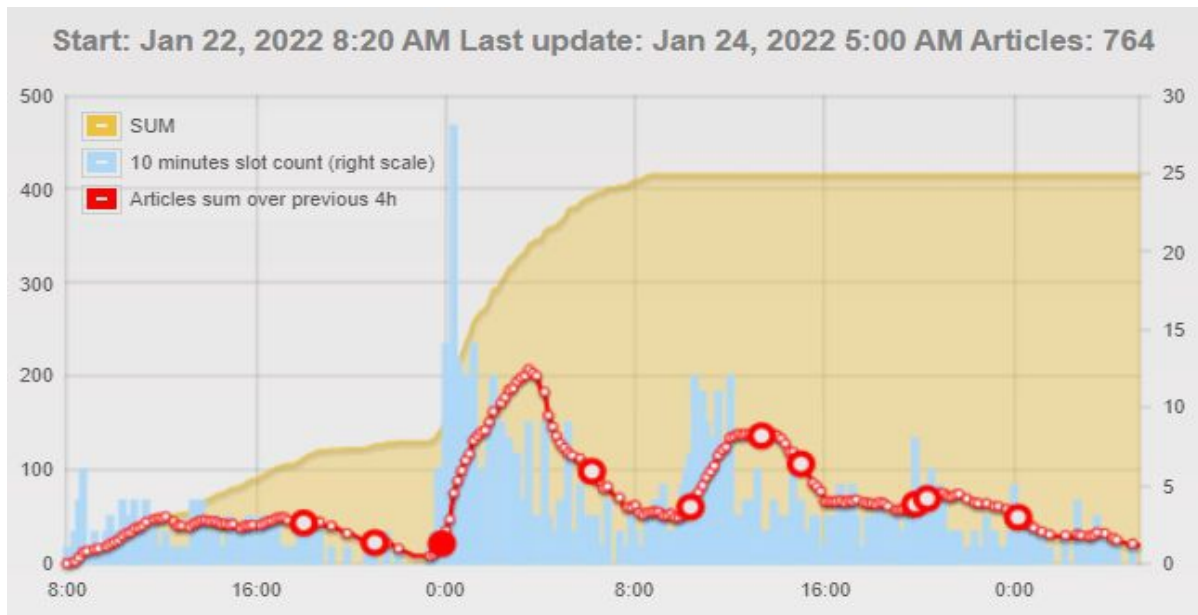 Start: Jan 22, 2022 8:20 AM Last update: Jan 24, 2022 5:00 AM Articles: 764
500
400
300
200
100
0
SUM
10 minutes slot count (right scale)
Articles sum over previous 4h
30
25
20
15
10
5
0
8:00 16:00 0:00 8:00 16:00 0:00